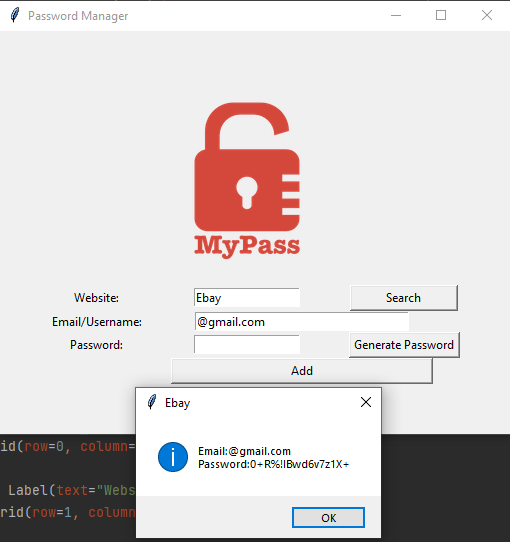 Password Manager
MyPass
Website:
Ebay
Search
Email/Username:
@gmail.com
Password:
Generate Password
Add
Ebay
Email:@gmail.com
Password:0+R%!IBwd6v7z1X+
OK
id(row=0, column=
Label(text="Webs
rid(row=1, column